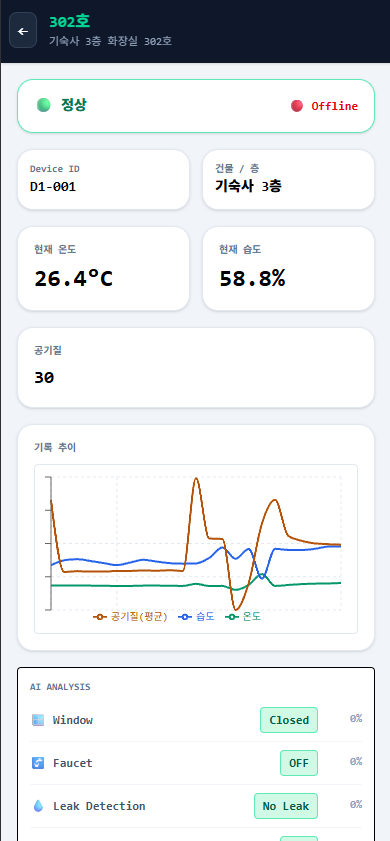 ←
302호
기숙사 3층 화장실 302호
정상
Offline
Device ID
D1-001
건물 / 층
기숙사 3층
현재 온도
26.4°C
현재 습도
58.8%
공기질
30
기록 추이
공기질(평균) 습도 온도
AI ANALYSIS
Window Closed 0%
Faucet OFF 0%
Leak Detection No Leak 0%